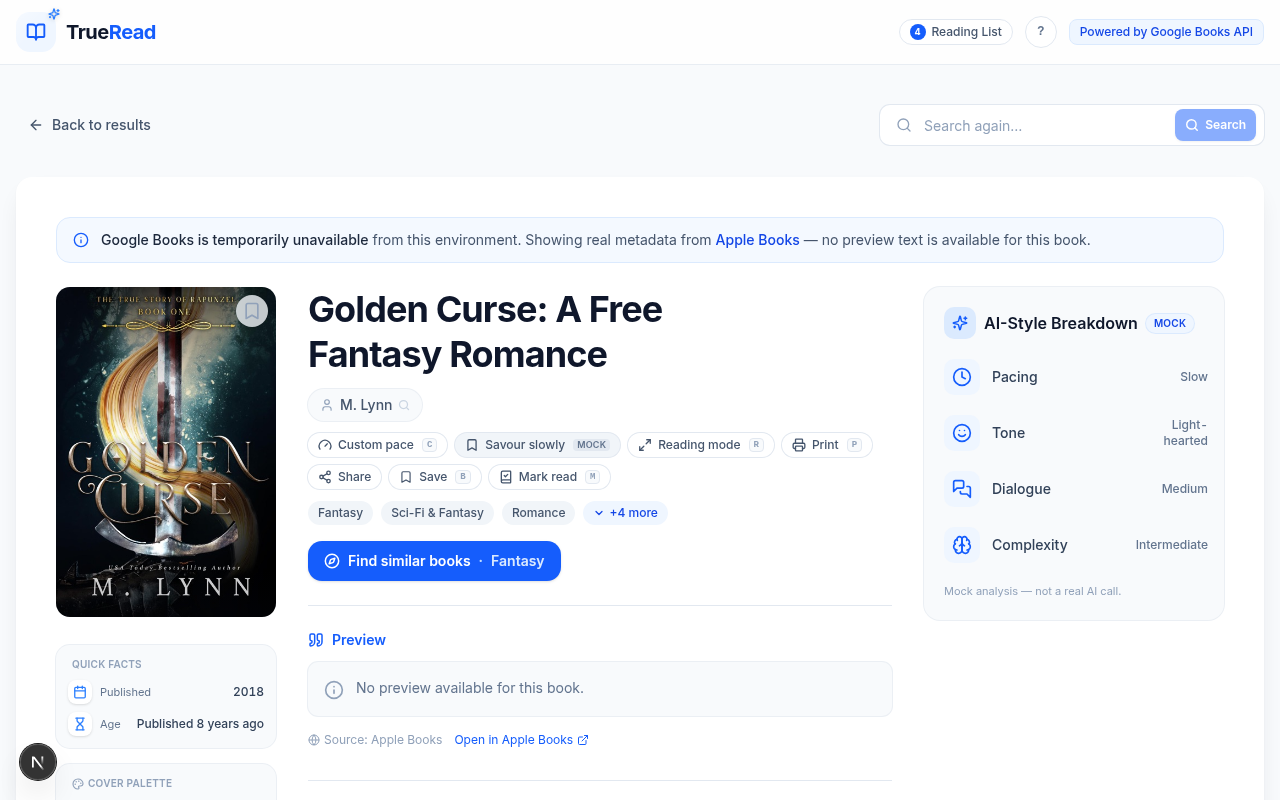 TrueRead
4 Reading List
?
Powered by Google Books API
Back to results
Search again...
Search
Google Books is temporarily unavailable from this environment. Showing real metadata from Apple Books — no preview text is available for this book.
THE TRUE STORY OF RAPUNZEL
BOOK ONE
GOLDEN
CURSE
USA Today Bestselling Author
M. LYNN
Golden Curse: A Free
Fantasy Romance
M. Lynn
Custom pace C
Savour slowly MOCK
Reading mode R
Print P
Share
Save B
Mark read M
Fantasy
Sci-Fi & Fantasy
Romance
+4 more
Find similar books · Fantasy
Preview
No preview available for this book.
Source: Apple Books
Open in Apple Books
AI-Style Breakdown MOCK
Pacing
Slow
Tone
Light-
hearted
Dialogue
Medium
Complexity
Intermediate
Mock analysis — not a real AI call.
QUICK FACTS
Published
2018
Age
Published 8 years ago
N
COVER PALETTE